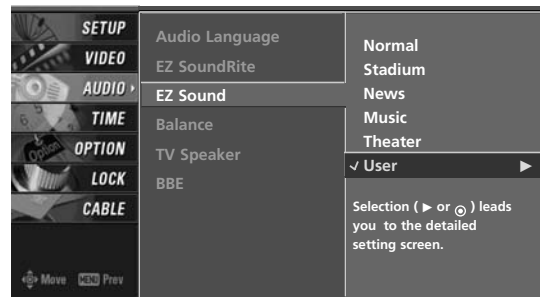 SETUP
VIDEO
AUDIO
TIME
OPTION
LOCK
CABLE
Move MENU Prev
Audio Language
EZ SoundRite
EZ Sound
Balance
TV Speaker
BBE
Normal
Stadium
News
Music
Theater
✓ User ▶
Selection ( ▶ or ◉ ) leads
you to the detailed
setting screen.